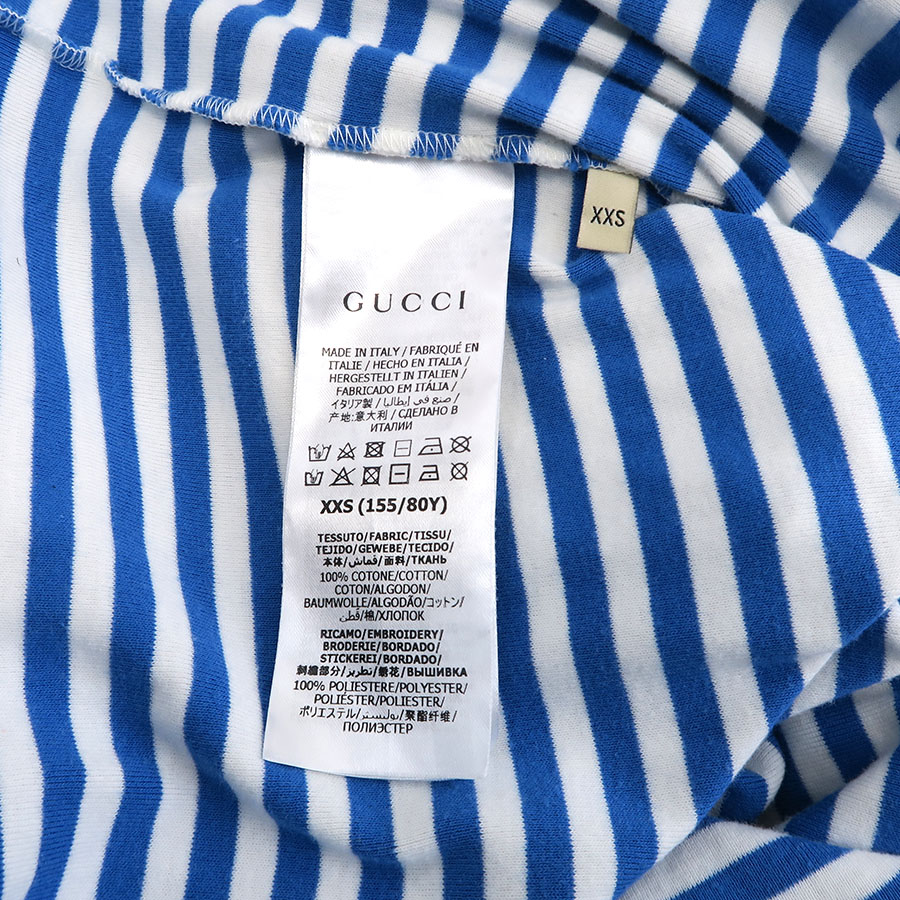 XXS
GUCCI
MADE IN ITALY / FABRIQUÉ EN
ITALIE / HECHO EN ITALIA /
HERGESTELLT IN ITALIEN /
FABRICADO EM ITÁLIA /
イタリア製 / صنع في إيطاليا /
产地:意大利 / СДЕЛАНО В
ИТАЛИИ
XXS (155/80Y)
TESSUTO/FABRIC/TISSU/
TEJIDO/GEWEBE/TECIDO/
本体/قماش/面料/ТКАНЬ
100% COTONE/COTTON/
COTON/ALGODON/
BAUMWOLLE/ALGODÃO/コットン/
قطن/棉/ХЛОПОК
RICAMO/EMBROIDERY/
BRODERIE/BORDADO/
STICKEREI/BORDADO/
刺繍部分/تطريز/绣花/ВЫШИВКА
100% POLIESTERE/POLYESTER/
POLIÉSTER/POLIESTER/
ポリエステル/بوليستر/聚酯纤维/
ПОЛИЭСТЕР